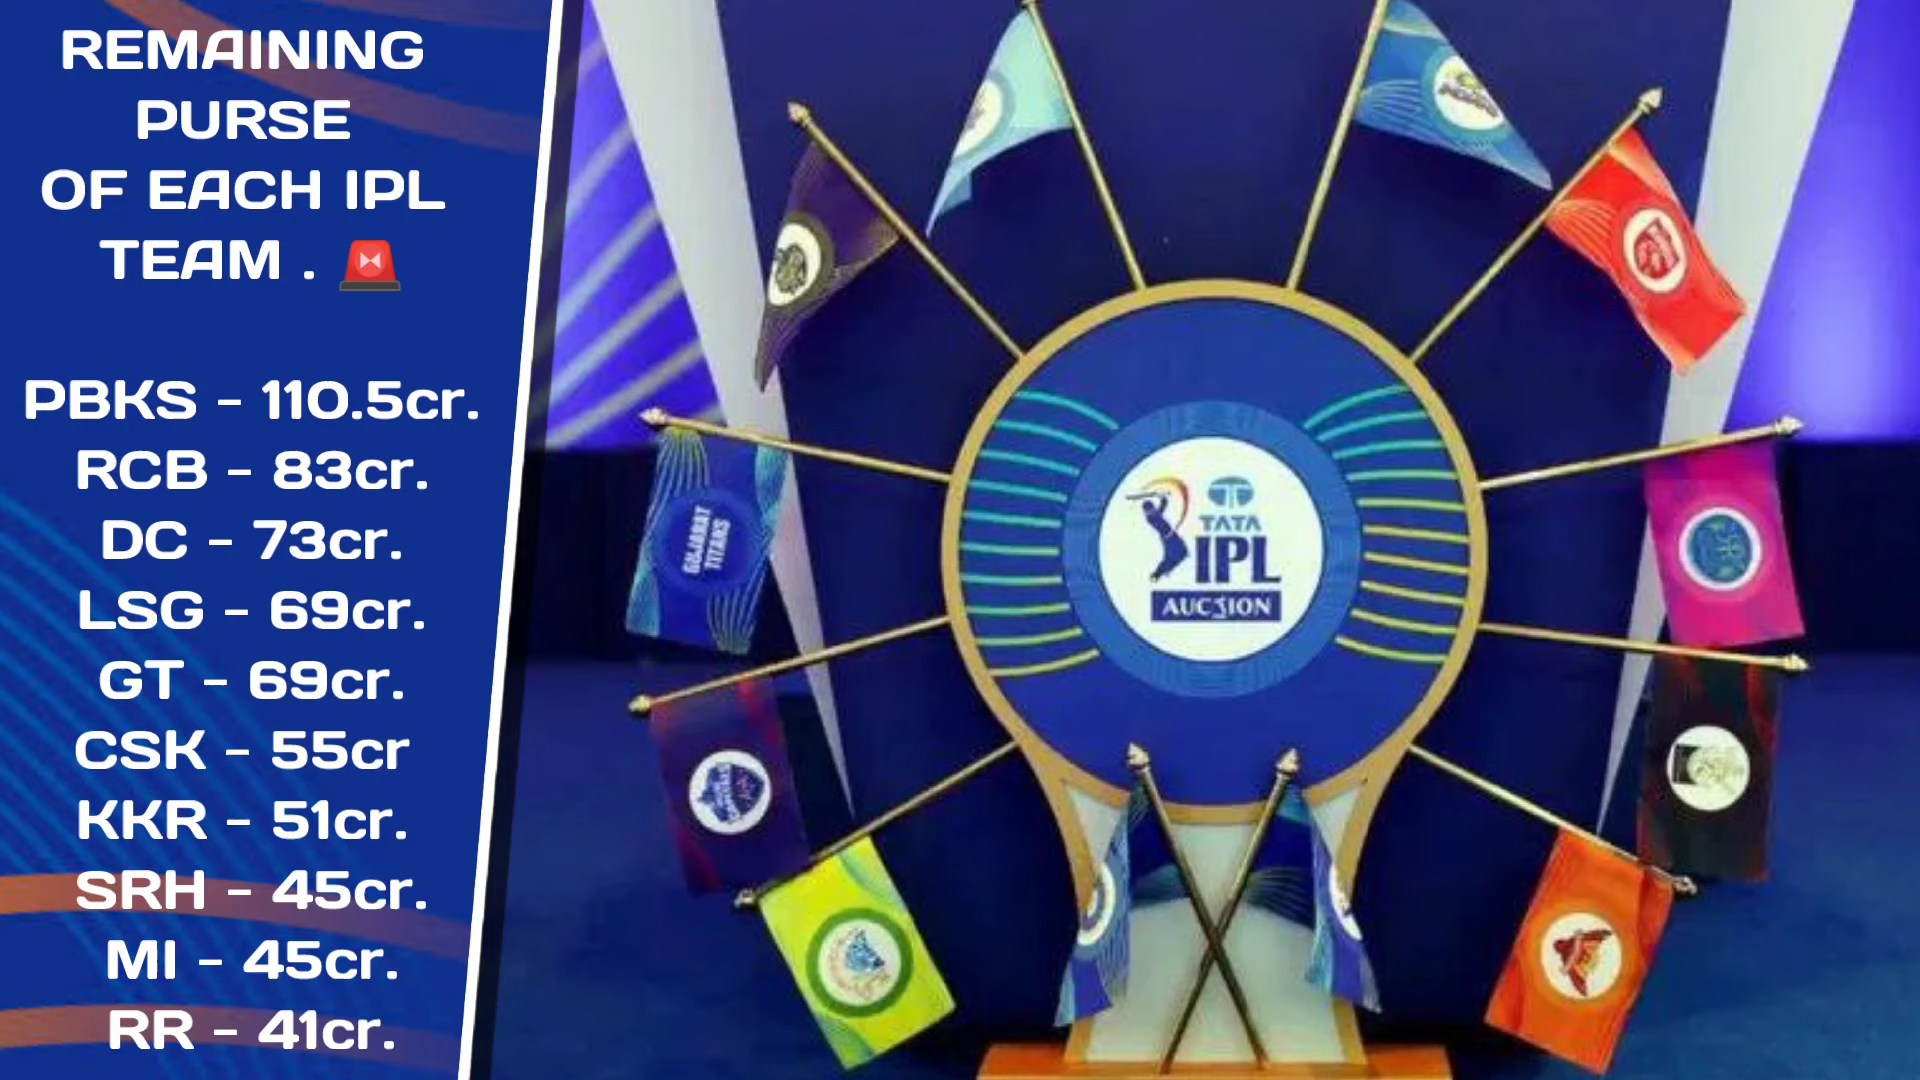 REMAINING
PURSE
OF EACH IPL
TEAM . 🚨
PBKS - 110.5cr.
RCB - 83cr.
DC - 73cr.
LSG - 69cr.
GT - 69cr.
CSK - 55cr
KKR - 51cr.
SRH - 45cr.
MI - 45cr.
RR - 41cr.
GUJARAT
TITANS
TATA
IPL
AUCTION